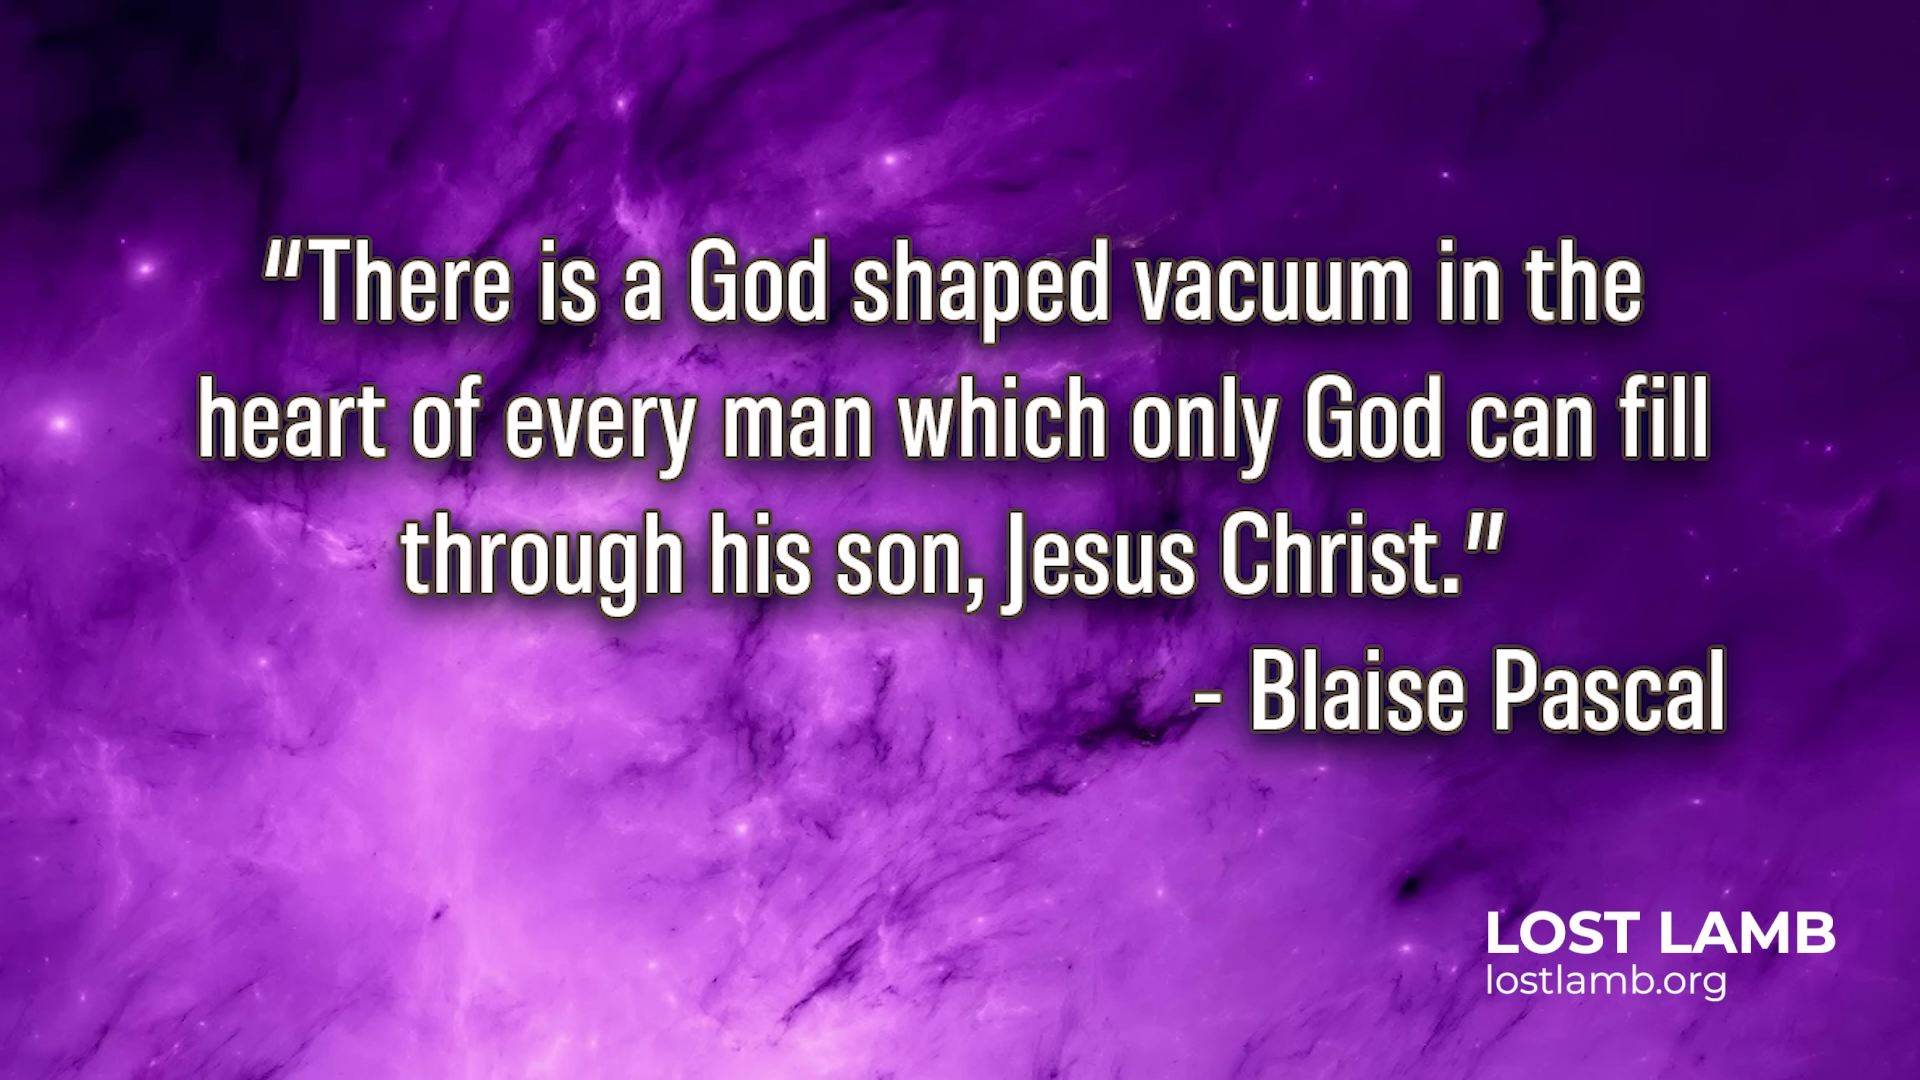 “There is a God shaped vacuum in the
heart of every man which only God can fill
through his son, Jesus Christ.”
- Blaise Pascal
LOST LAMB
lostlamb.org